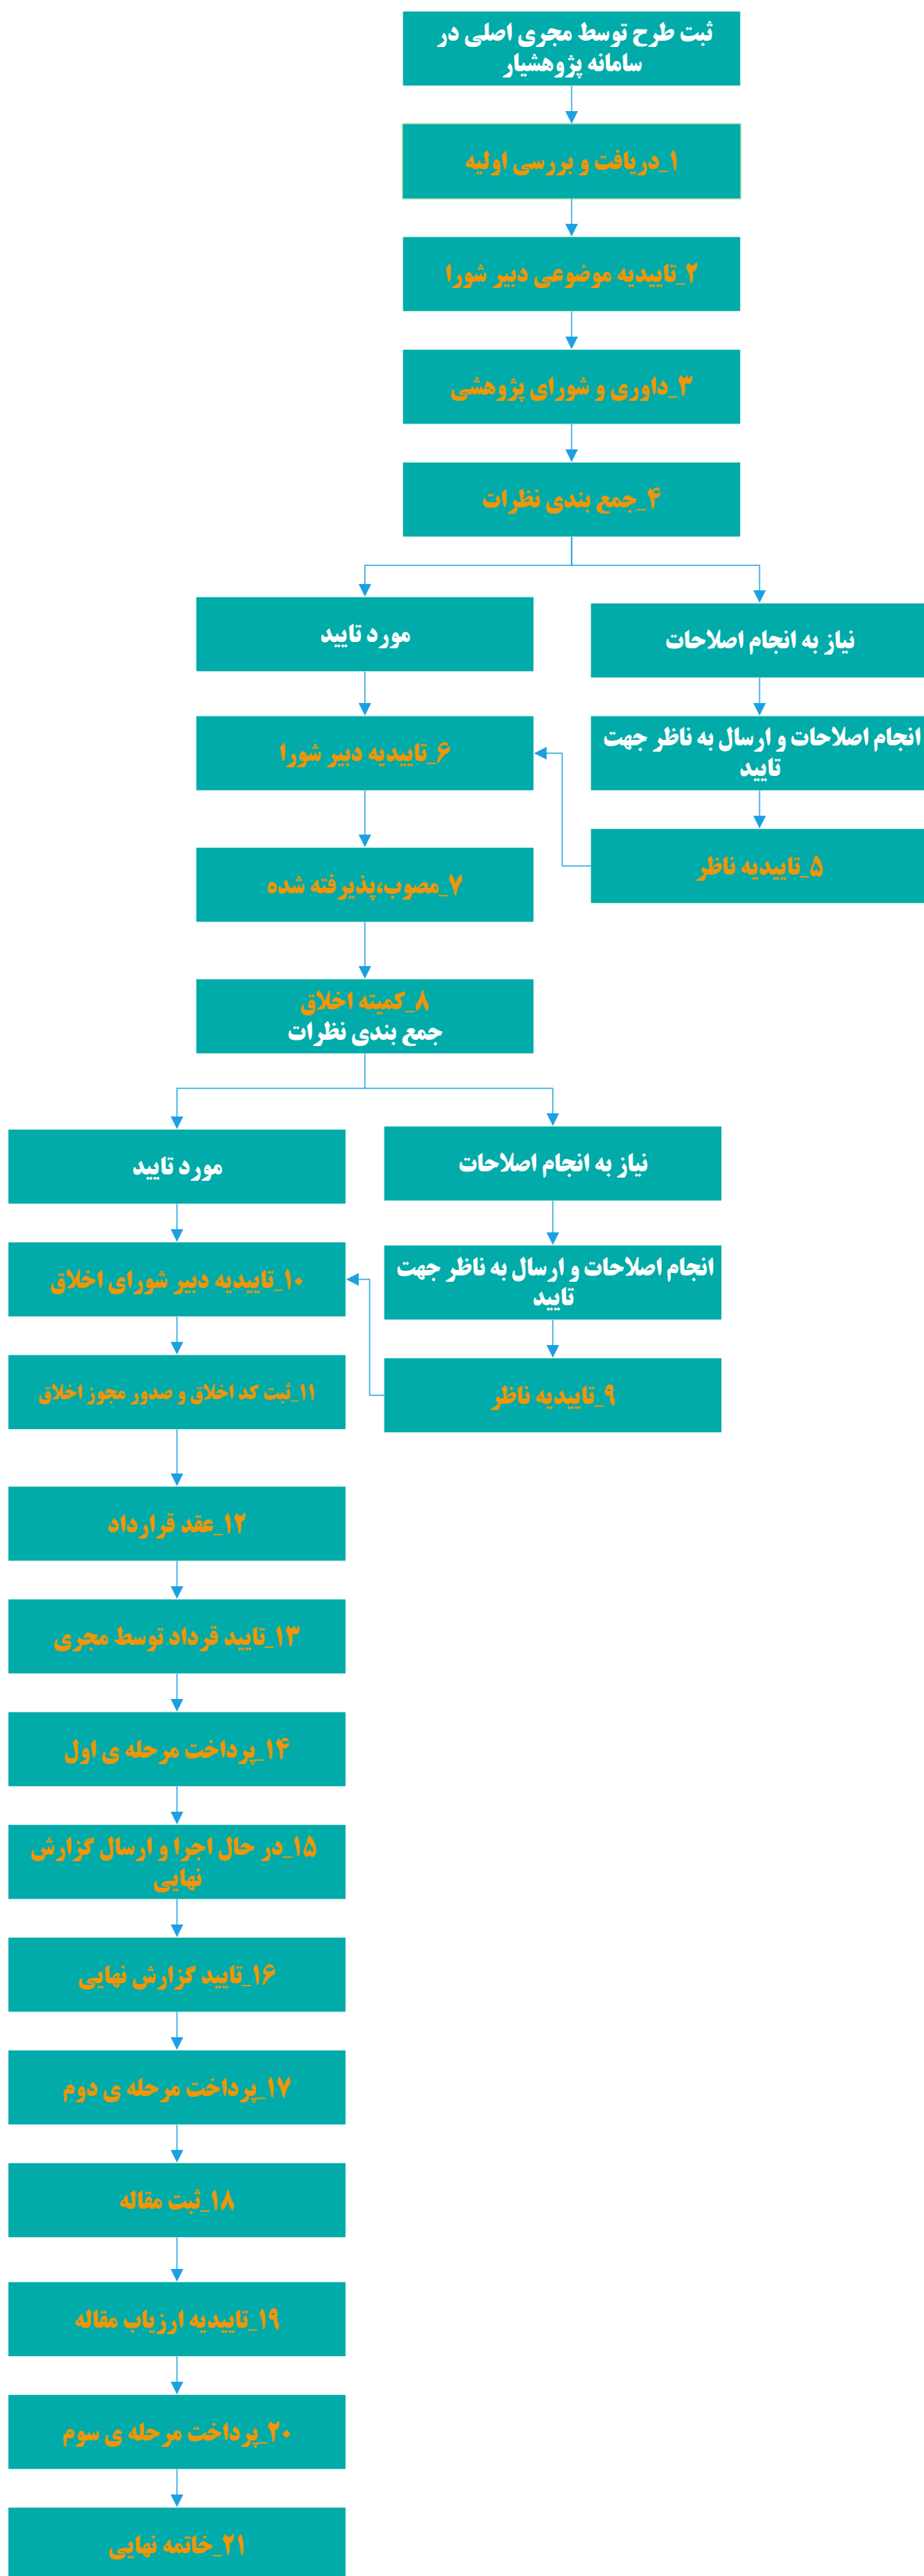 ثبت طرح توسط مجری اصلی در
سامانه پژوهشیار
۱_دریافت و بررسی اولیه
۲_تاییدیه موضوعی دبیر شورا
۳_داوری و شورای پژوهشی
۴_جمع بندی نظرات
نیاز به انجام اصلاحات
انجام اصلاحات و ارسال به ناظر جهت
تایید
۵_تاییدیه ناظر
مورد تایید
۶_تاییدیه دبیر شورا
۷_مصوب،پذیرفته شده
۸_کمیته اخلاق
جمع بندی نظرات
نیاز به انجام اصلاحات
انجام اصلاحات و ارسال به ناظر جهت
تایید
۹_تاییدیه ناظر
مورد تایید
۱۰_تاییدیه دبیر شورای اخلاق
۱۱_ثبت کد اخلاق و صدور مجوز اخلاق
۱۲_عقد قرارداد
۱۳_تایید قرداد توسط مجری
۱۴_پرداخت مرحله ی اول
۱۵_در حال اجرا و ارسال گزارش
نهایی
۱۶_تایید گزارش نهایی
۱۷_پرداخت مرحله ی دوم
۱۸_ثبت مقاله
۱۹_تاییدیه ارزیاب مقاله
۲۰_پرداخت مرحله ی سوم
۲۱_خاتمه نهایی